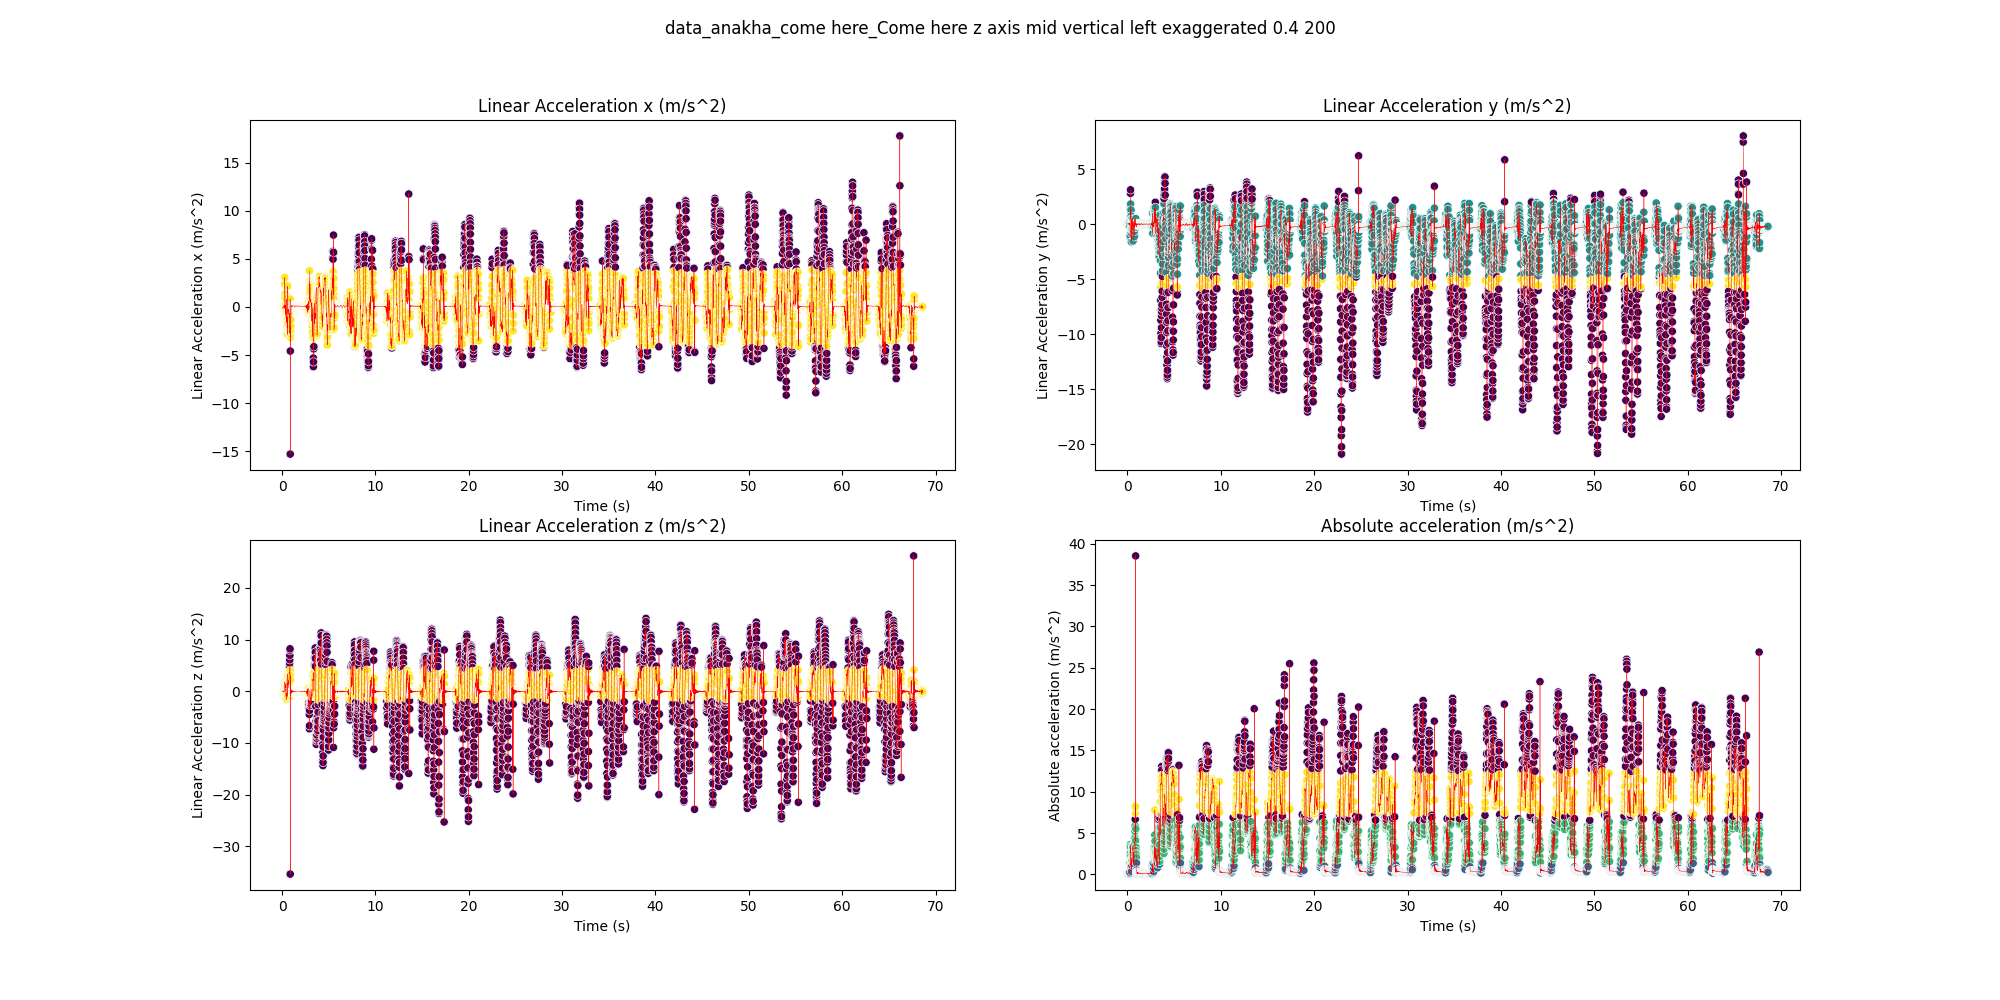 data_anakha_come here_Come here z axis mid vertical left exaggerated 0.4 200
Linear Acceleration x (m/s^2)
Linear Acceleration x (m/s^2)
15
10
5
0
−5
−10
−15
0 10 20 30 40 50 60 70
Time (s)
Linear Acceleration y (m/s^2)
Linear Acceleration y (m/s^2)
5
0
−5
−10
−15
−20
0 10 20 30 40 50 60 70
Time (s)
Linear Acceleration z (m/s^2)
Linear Acceleration z (m/s^2)
20
10
0
−10
−20
−30
0 10 20 30 40 50 60 70
Time (s)
Absolute acceleration (m/s^2)
Absolute acceleration (m/s^2)
40
35
30
25
20
15
10
5
0
0 10 20 30 40 50 60 70
Time (s)